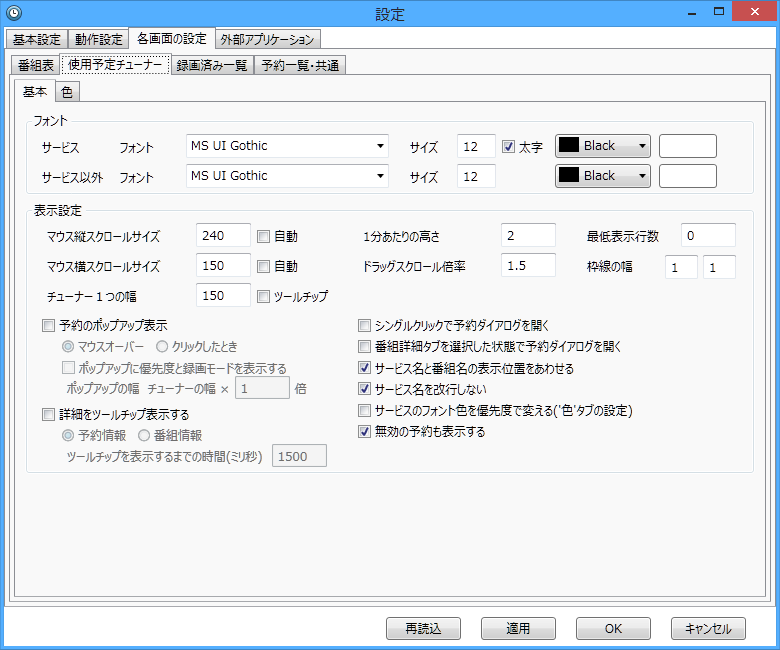 設定
基本設定 動作設定 各画面の設定 外部アプリケーション
番組表 使用予定チューナー 録画済み一覧 予約一覧・共通
基本 色
フォント
サービス フォント MS UI Gothic サイズ 12 太字 Black
サービス以外 フォント MS UI Gothic サイズ 12 Black
表示設定
マウス縦スクロールサイズ 240 自動 1分あたりの高さ 2 最低表示行数 0
マウス横スクロールサイズ 150 自動 ドラッグスクロール倍率 1.5 枠線の幅 1 1
チューナー１つの幅 150 ツールチップ
予約のポップアップ表示
マウスオーバー クリックしたとき
ポップアップに優先度と録画モードを表示する
ポップアップの幅 チューナーの幅 × 1 倍
詳細をツールチップ表示する
予約情報 番組情報
ツールチップを表示するまでの時間(ミリ秒) 1500
シングルクリックで予約ダイアログを開く
番組詳細タブを選択した状態で予約ダイアログを開く
サービス名と番組名の表示位置をあわせる
サービス名を改行しない
サービスのフォント色を優先度で変える('色'タブの設定)
無効の予約も表示する
再読込 適用 OK キャンセル